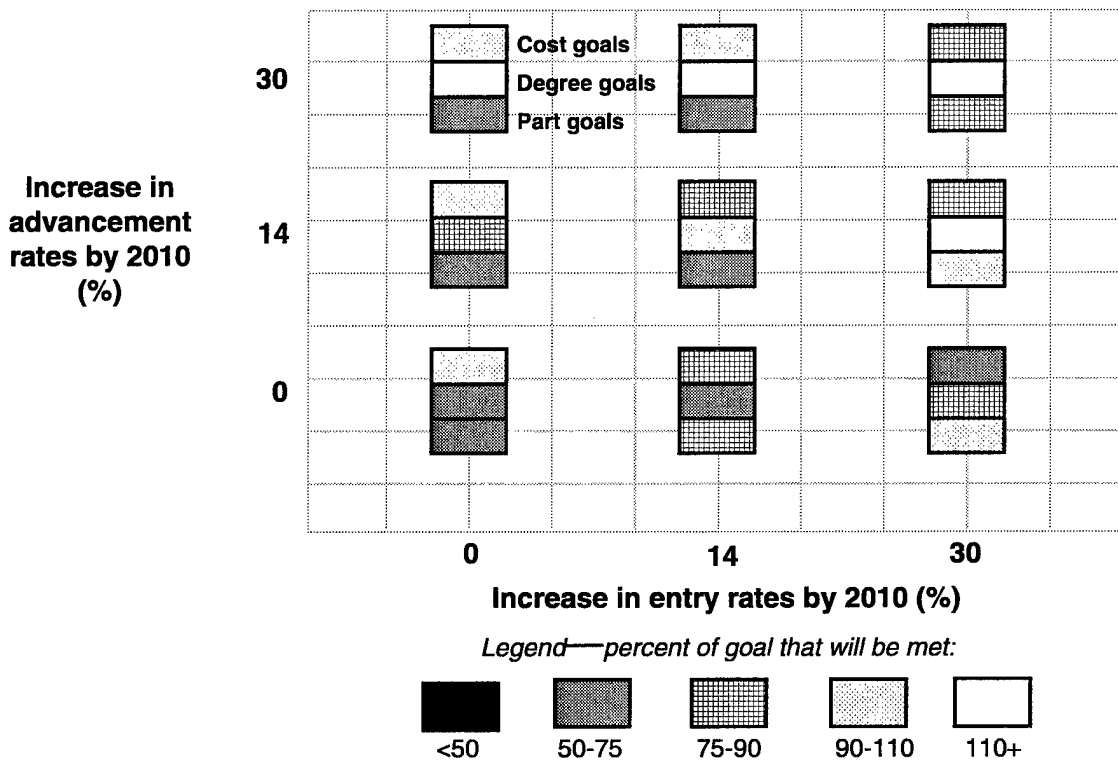 Cost goals
30
Degree goals
Part goals
Increase in
advancement
rates by 2010
(%)
14
0
0
14
30
Increase in entry rates by 2010 (%)
Legend—percent of goal that will be met:
<50
50-75
75-90
90-110
110+